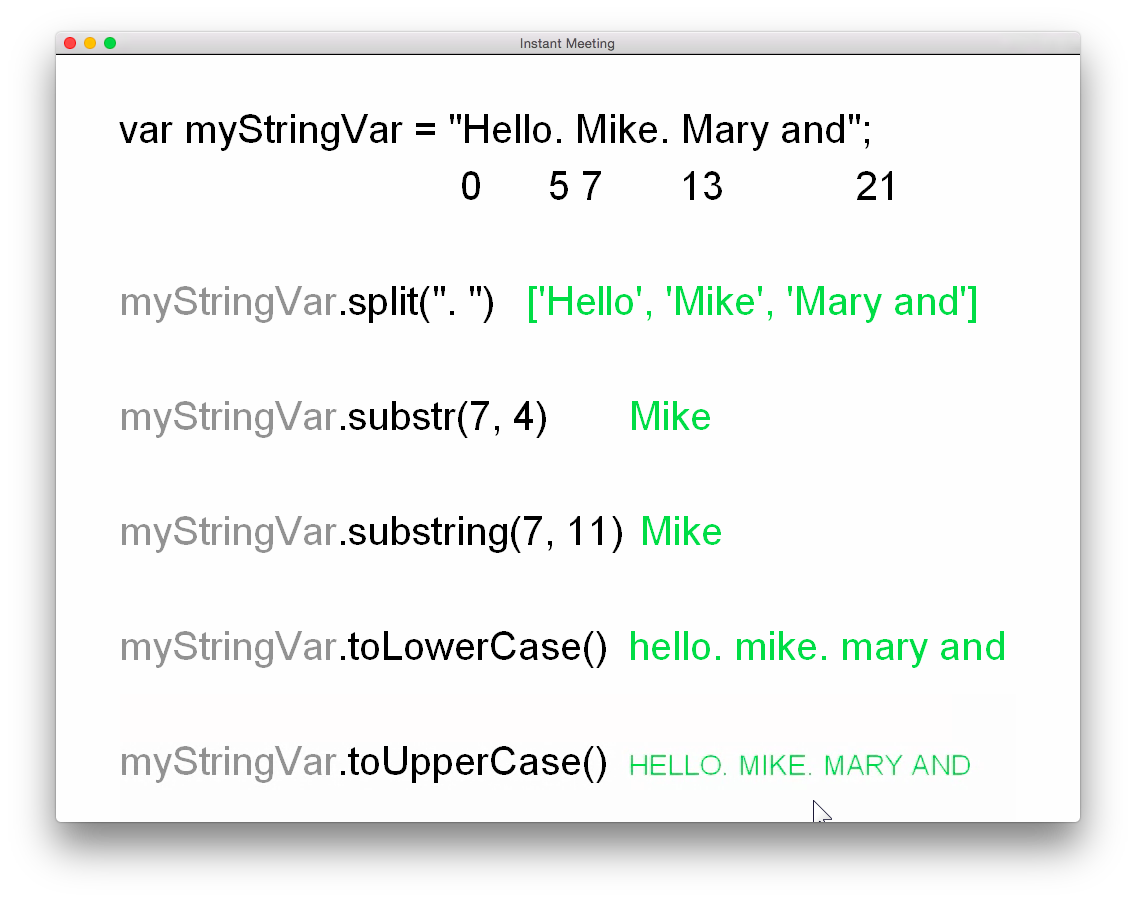 Instant Meeting
var myStringVar = "Hello. Mike. Mary and";
0 5 7 13 21
myStringVar.split(". ") ['Hello', 'Mike', 'Mary and']
myStringVar.substr(7, 4) Mike
myStringVar.substring(7, 11) Mike
myStringVar.toLowerCase() hello. mike. mary and
myStringVar.toUpperCase() HELLO. MIKE. MARY AND